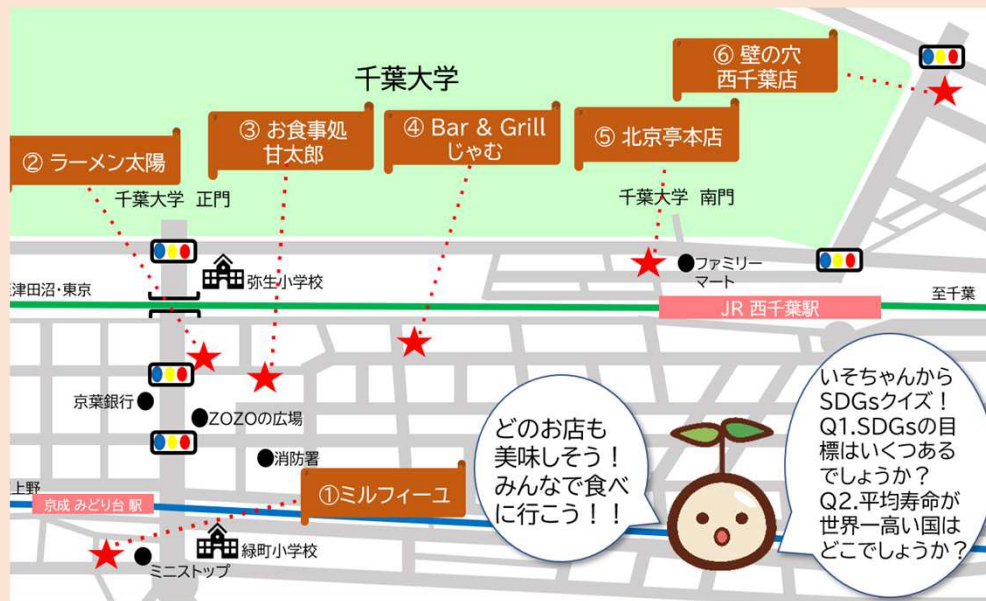 千葉大学
⑥ 壁の穴
西千葉店
③ お食事処
甘太郎
④ Bar & Grill
じゃむ
⑤ 北京亭本店
② ラーメン太陽
千葉大学 正門
千葉大学 南門
弥生小学校
ファミリー
マート
津田沼・東京
JR 西千葉駅
至千葉
京葉銀行
ZOZOの広場
消防署
上野
京成 みどり台 駅
①ミルフィーユ
緑町小学校
ミニストップ
どのお店も
美味しそう！
みんなで食べ
に行こう！！
いそちゃんから
SDGsクイズ！
Q1.SDGsの目
標はいくつある
でしょうか？
Q2.平均寿命が
世界一高い国は
どこでしょうか？